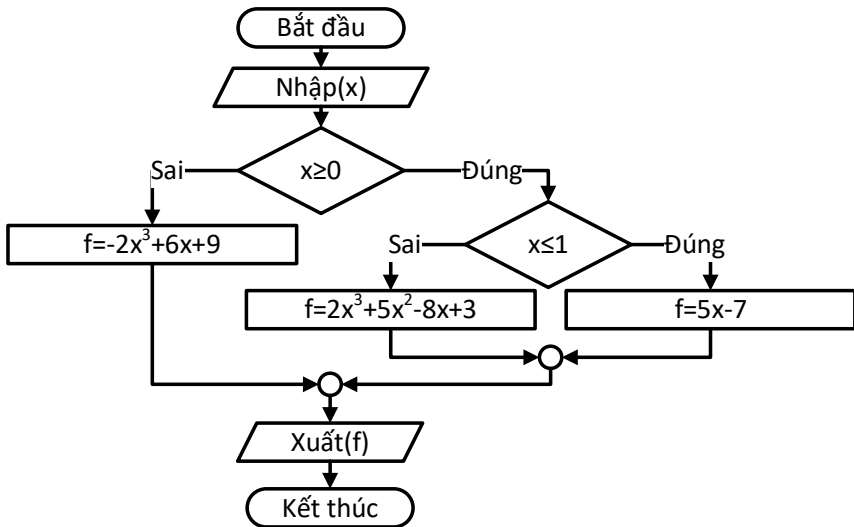 Bắt đầu
Nhập(x)
Sai
x≥0
Đúng
f=-2x³+6x+9
Sai
x≤1
Đúng
f=2x³+5x²-8x+3
f=5x-7
Xuất(f)
Kết thúc